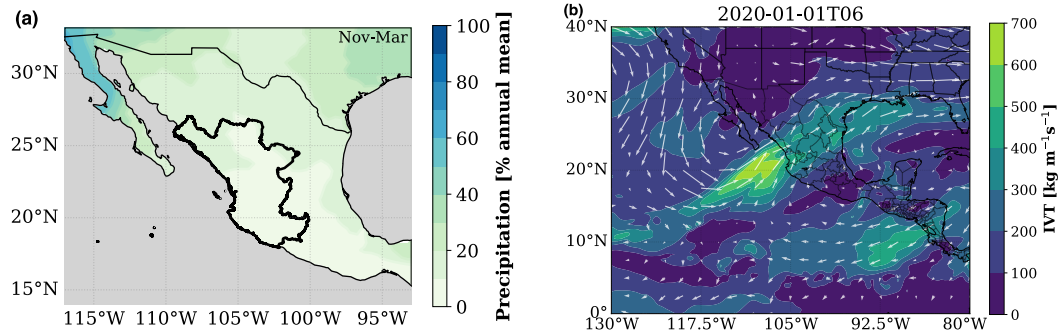 (a)
Nov-Mar
30°N
25°N
20°N
15°N
115°W 110°W 105°W 100°W 95°W
100
80
60
40
20
0
Precipitation [% annual mean]
(b)
2020-01-01T06
40°N
30°N
20°N
10°N
0°
130°W 117.5°W 105°W 92.5°W 80°W
700
600
500
400
300
200
100
0
IVT [kg m⁻¹s⁻¹]